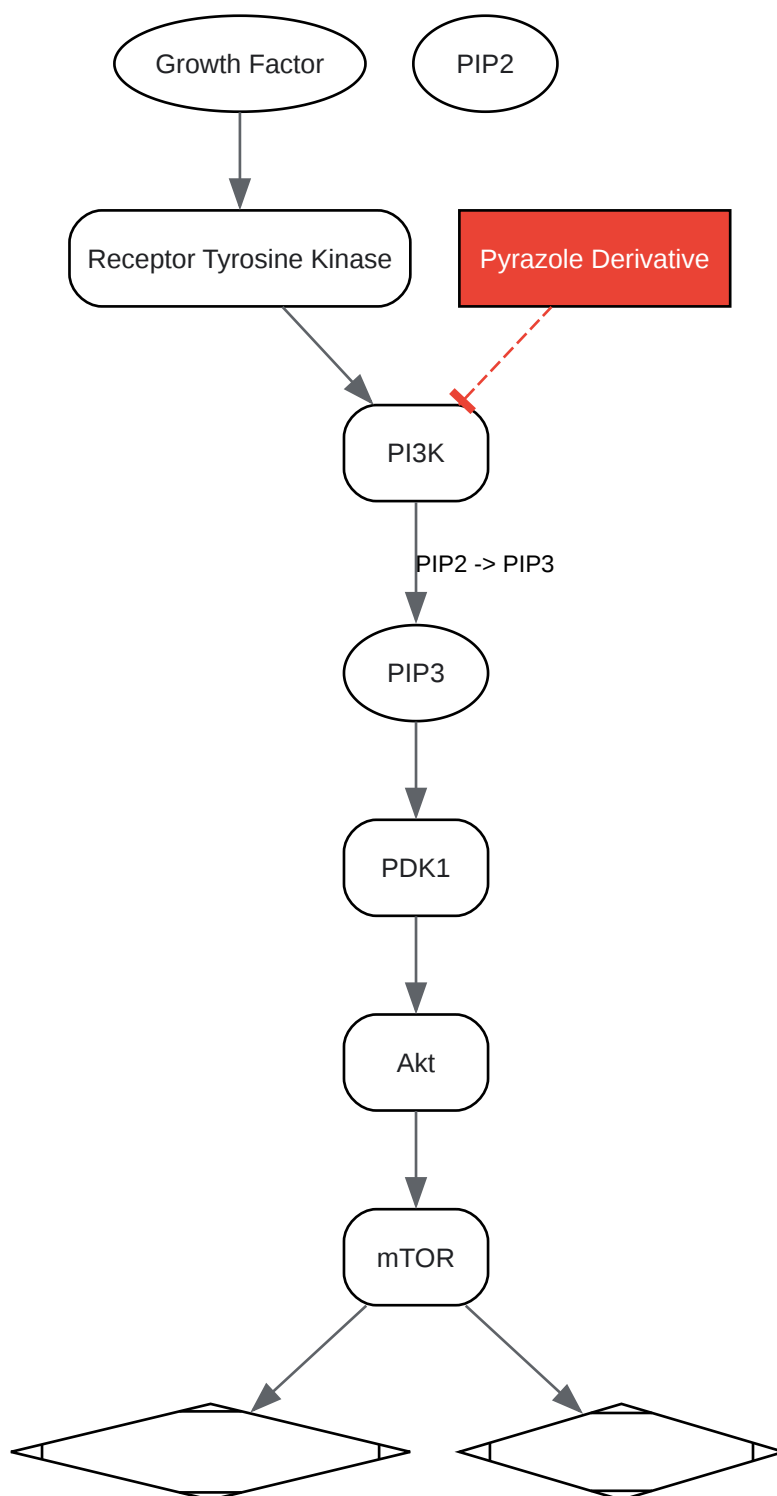 Growth Factor
PIP2
Receptor Tyrosine Kinase
Pyrazole Derivative
PI3K
PIP2 -> PIP3
PIP3
PDK1
Akt
mTOR